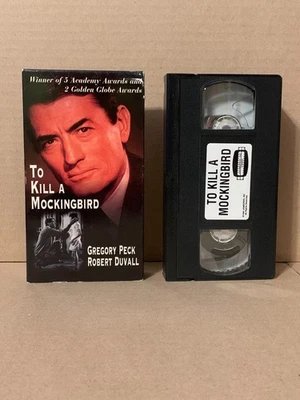 Winner of 5 Academy Awards and
2 Golden Globe Awards
TO
KILL A
MOCKINGBIRD
GREGORY PECK
ROBERT DUVALL
TO KILL A
MOCKINGBIRD